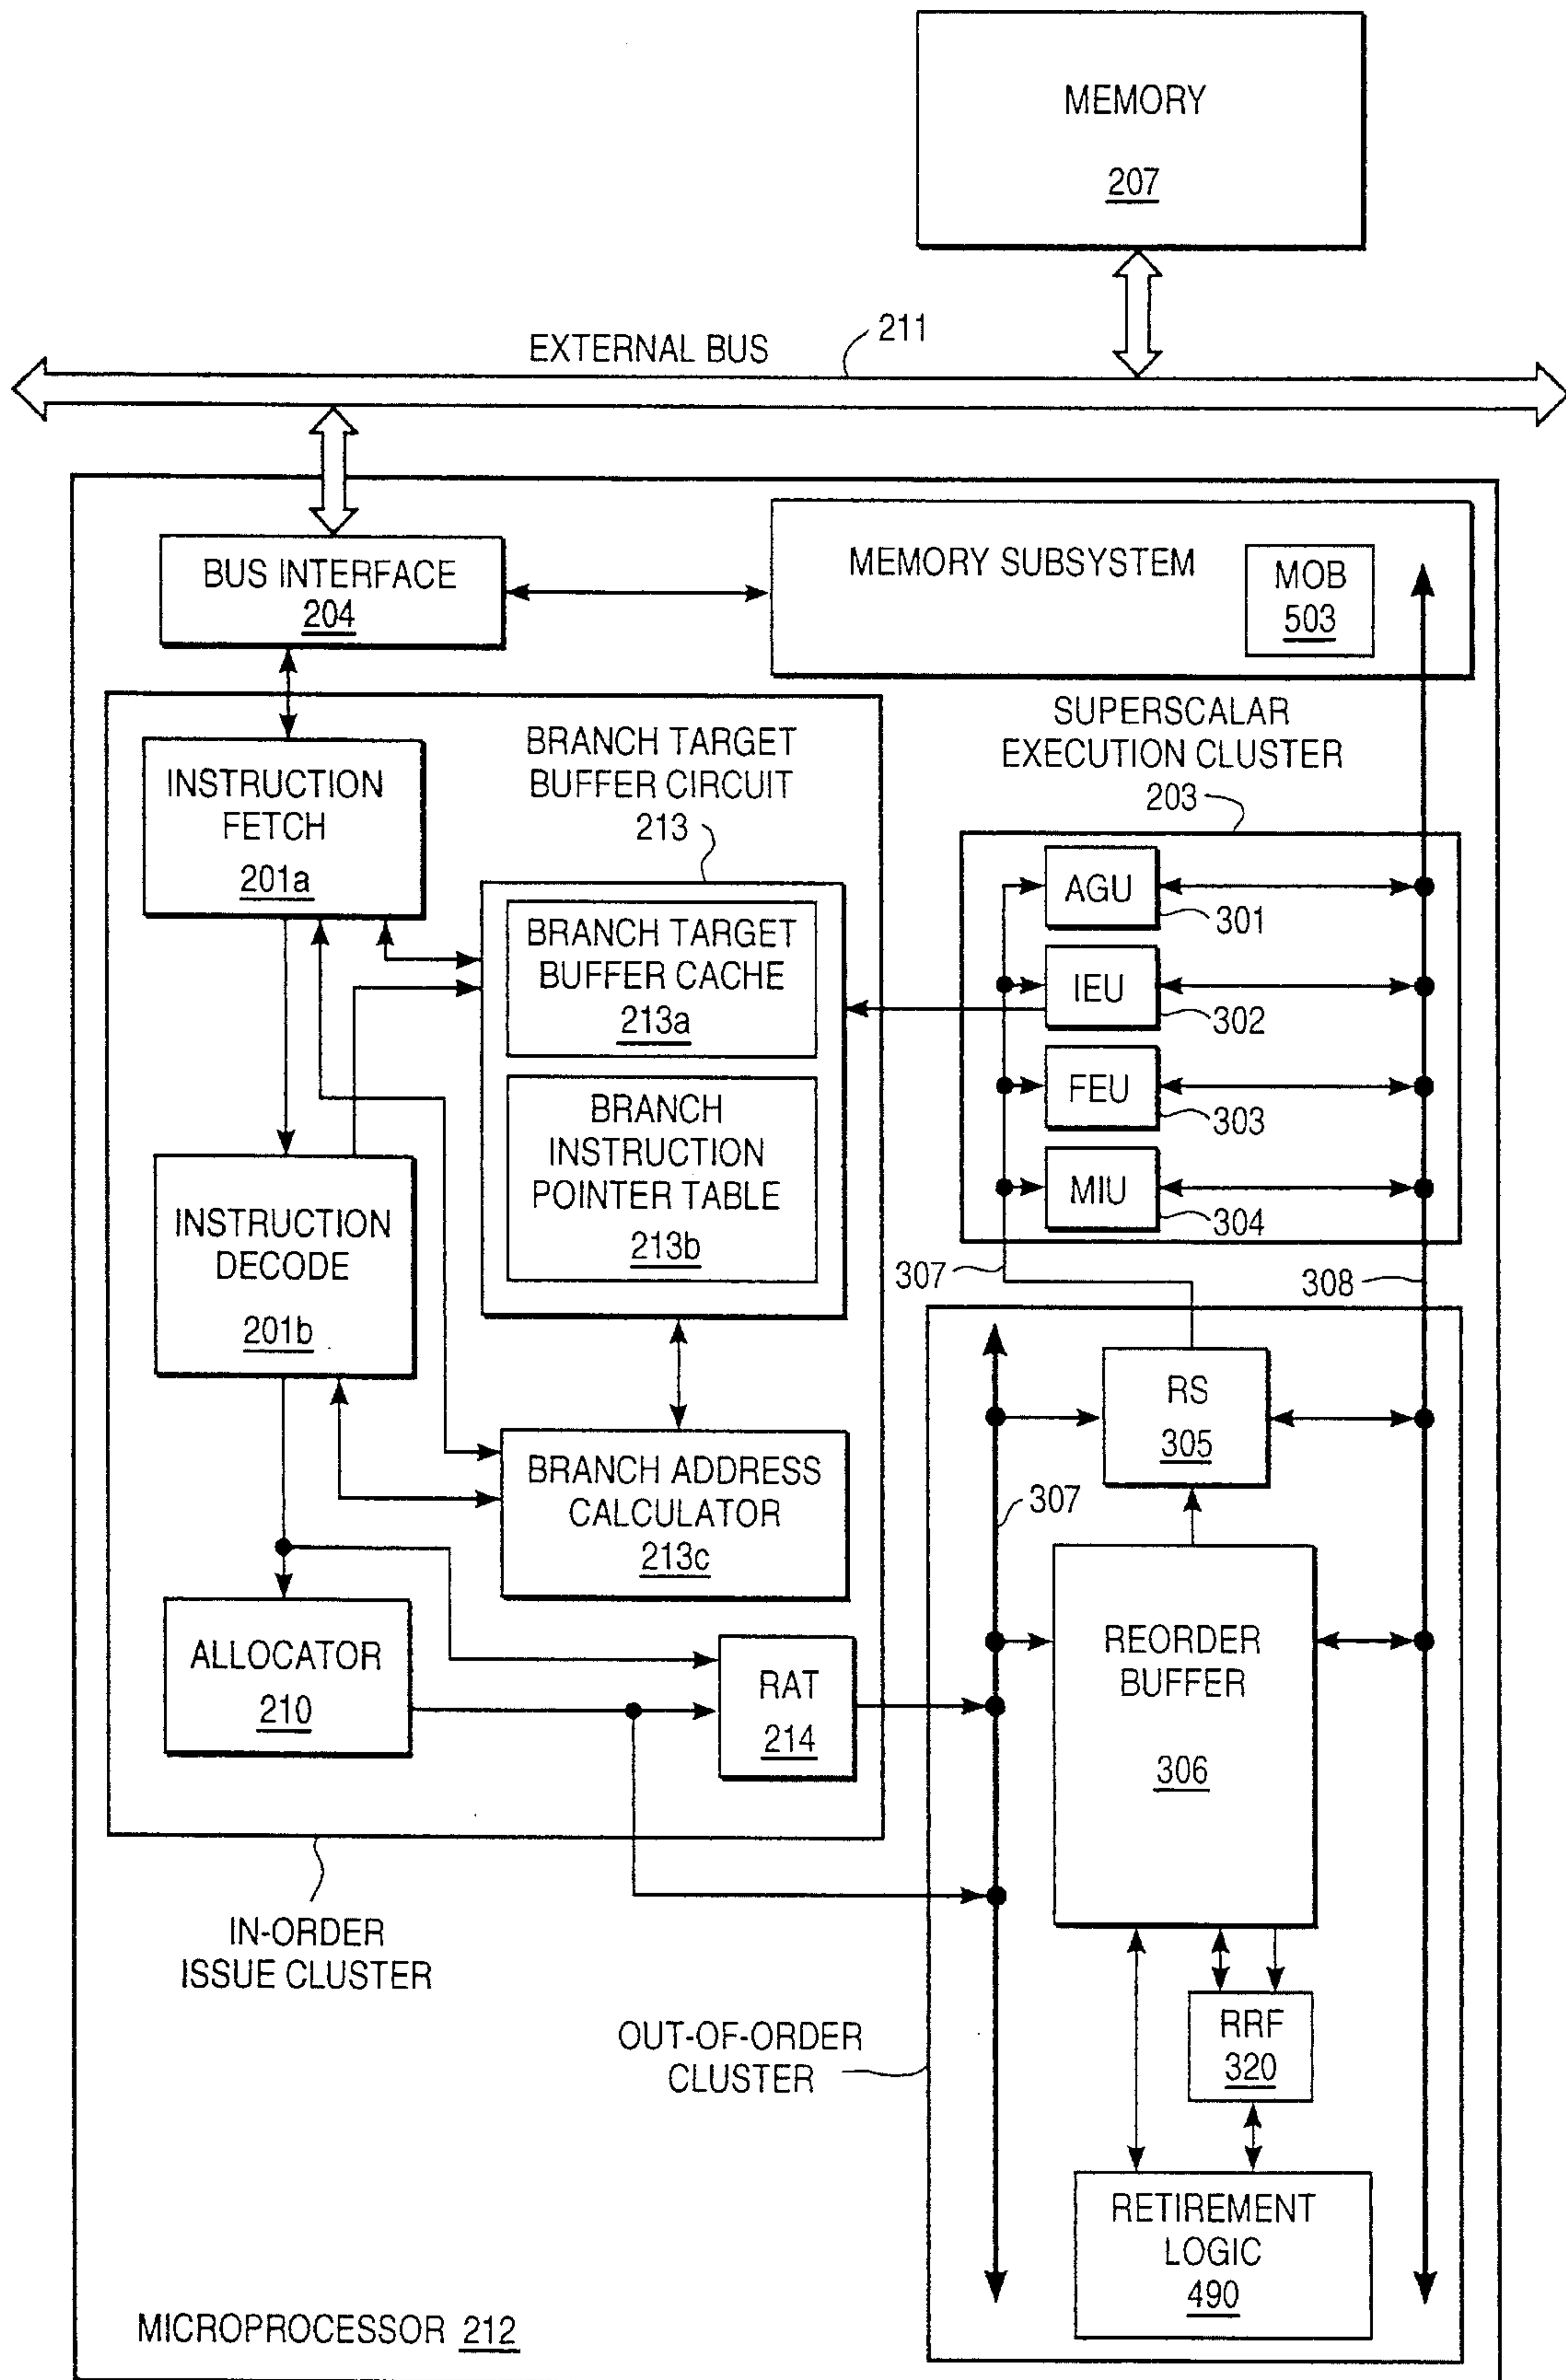 MEMORY
207
EXTERNAL BUS
211
BUS INTERFACE
204
MEMORY SUBSYSTEM
MOB
503
INSTRUCTION
FETCH
201a
BRANCH TARGET
BUFFER CIRCUIT
213
BRANCH TARGET
BUFFER CACHE
213a
BRANCH
INSTRUCTION
POINTER TABLE
213b
INSTRUCTION
DECODE
201b
BRANCH ADDRESS
CALCULATOR
213c
ALLOCATOR
210
RAT
214
IN-ORDER
ISSUE CLUSTER
SUPERSCALAR
EXECUTION CLUSTER
203
AGU
301
IEU
302
FEU
303
MIU
304
307
308
RS
305
307
REORDER
BUFFER
306
OUT-OF-ORDER
CLUSTER
RRF
320
RETIREMENT
LOGIC
490
MICROPROCESSOR 212